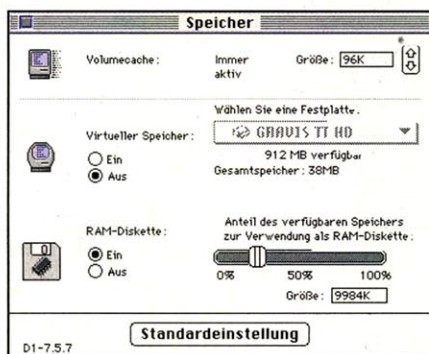 Speicher
Volumecache: Immer aktiv Größe: 96K
Wählen Sie eine Festplatte.
GRAVIS TT HD
Virtueller Speicher:
Ein
Aus
912 MB verfügbar
Gesamtspeicher: 38MB
RAM-Diskette:
Ein
Aus
Anteil des verfügbaren Speichers
zur Verwendung als RAM-Diskette:
0% 50% 100%
Größe: 9984K
Standardeinstellung
D1-7.5.7